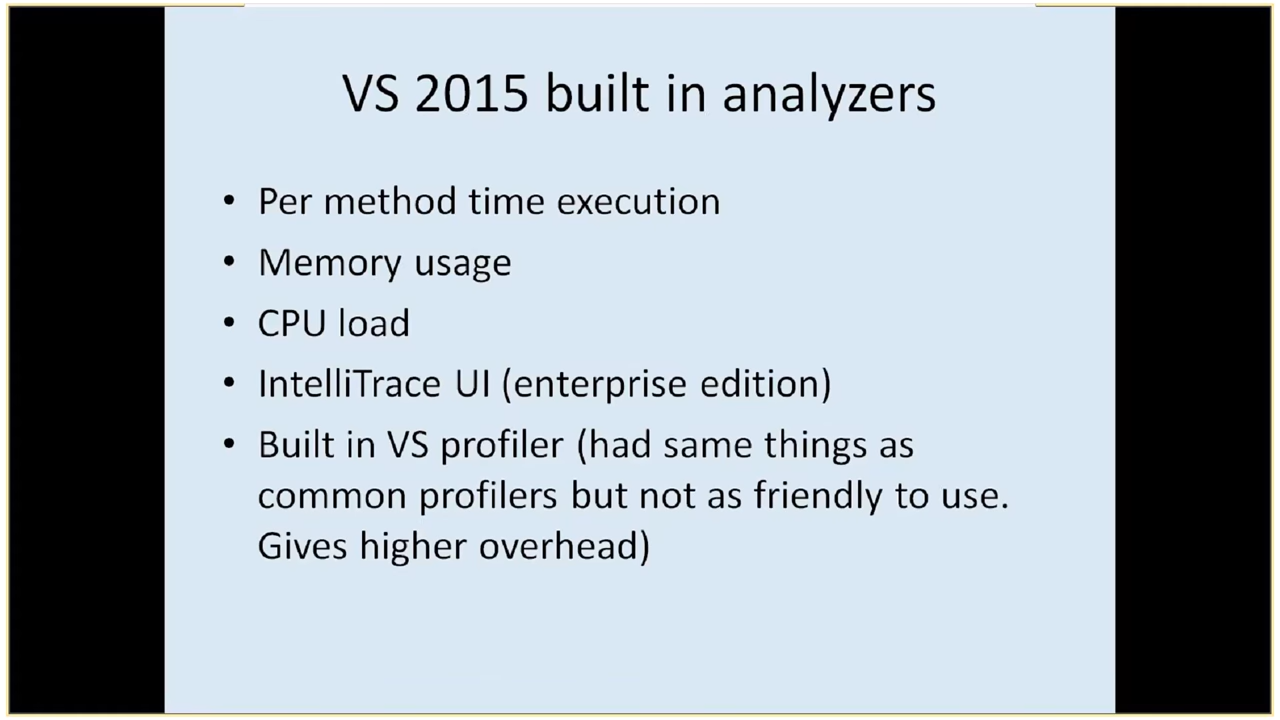 VS 2015 built in analyzers
• Per method time execution
• Memory usage
• CPU load
• IntelliTrace UI (enterprise edition)
• Built in VS profiler (had same things as
common profilers but not as friendly to use.
Gives higher overhead)